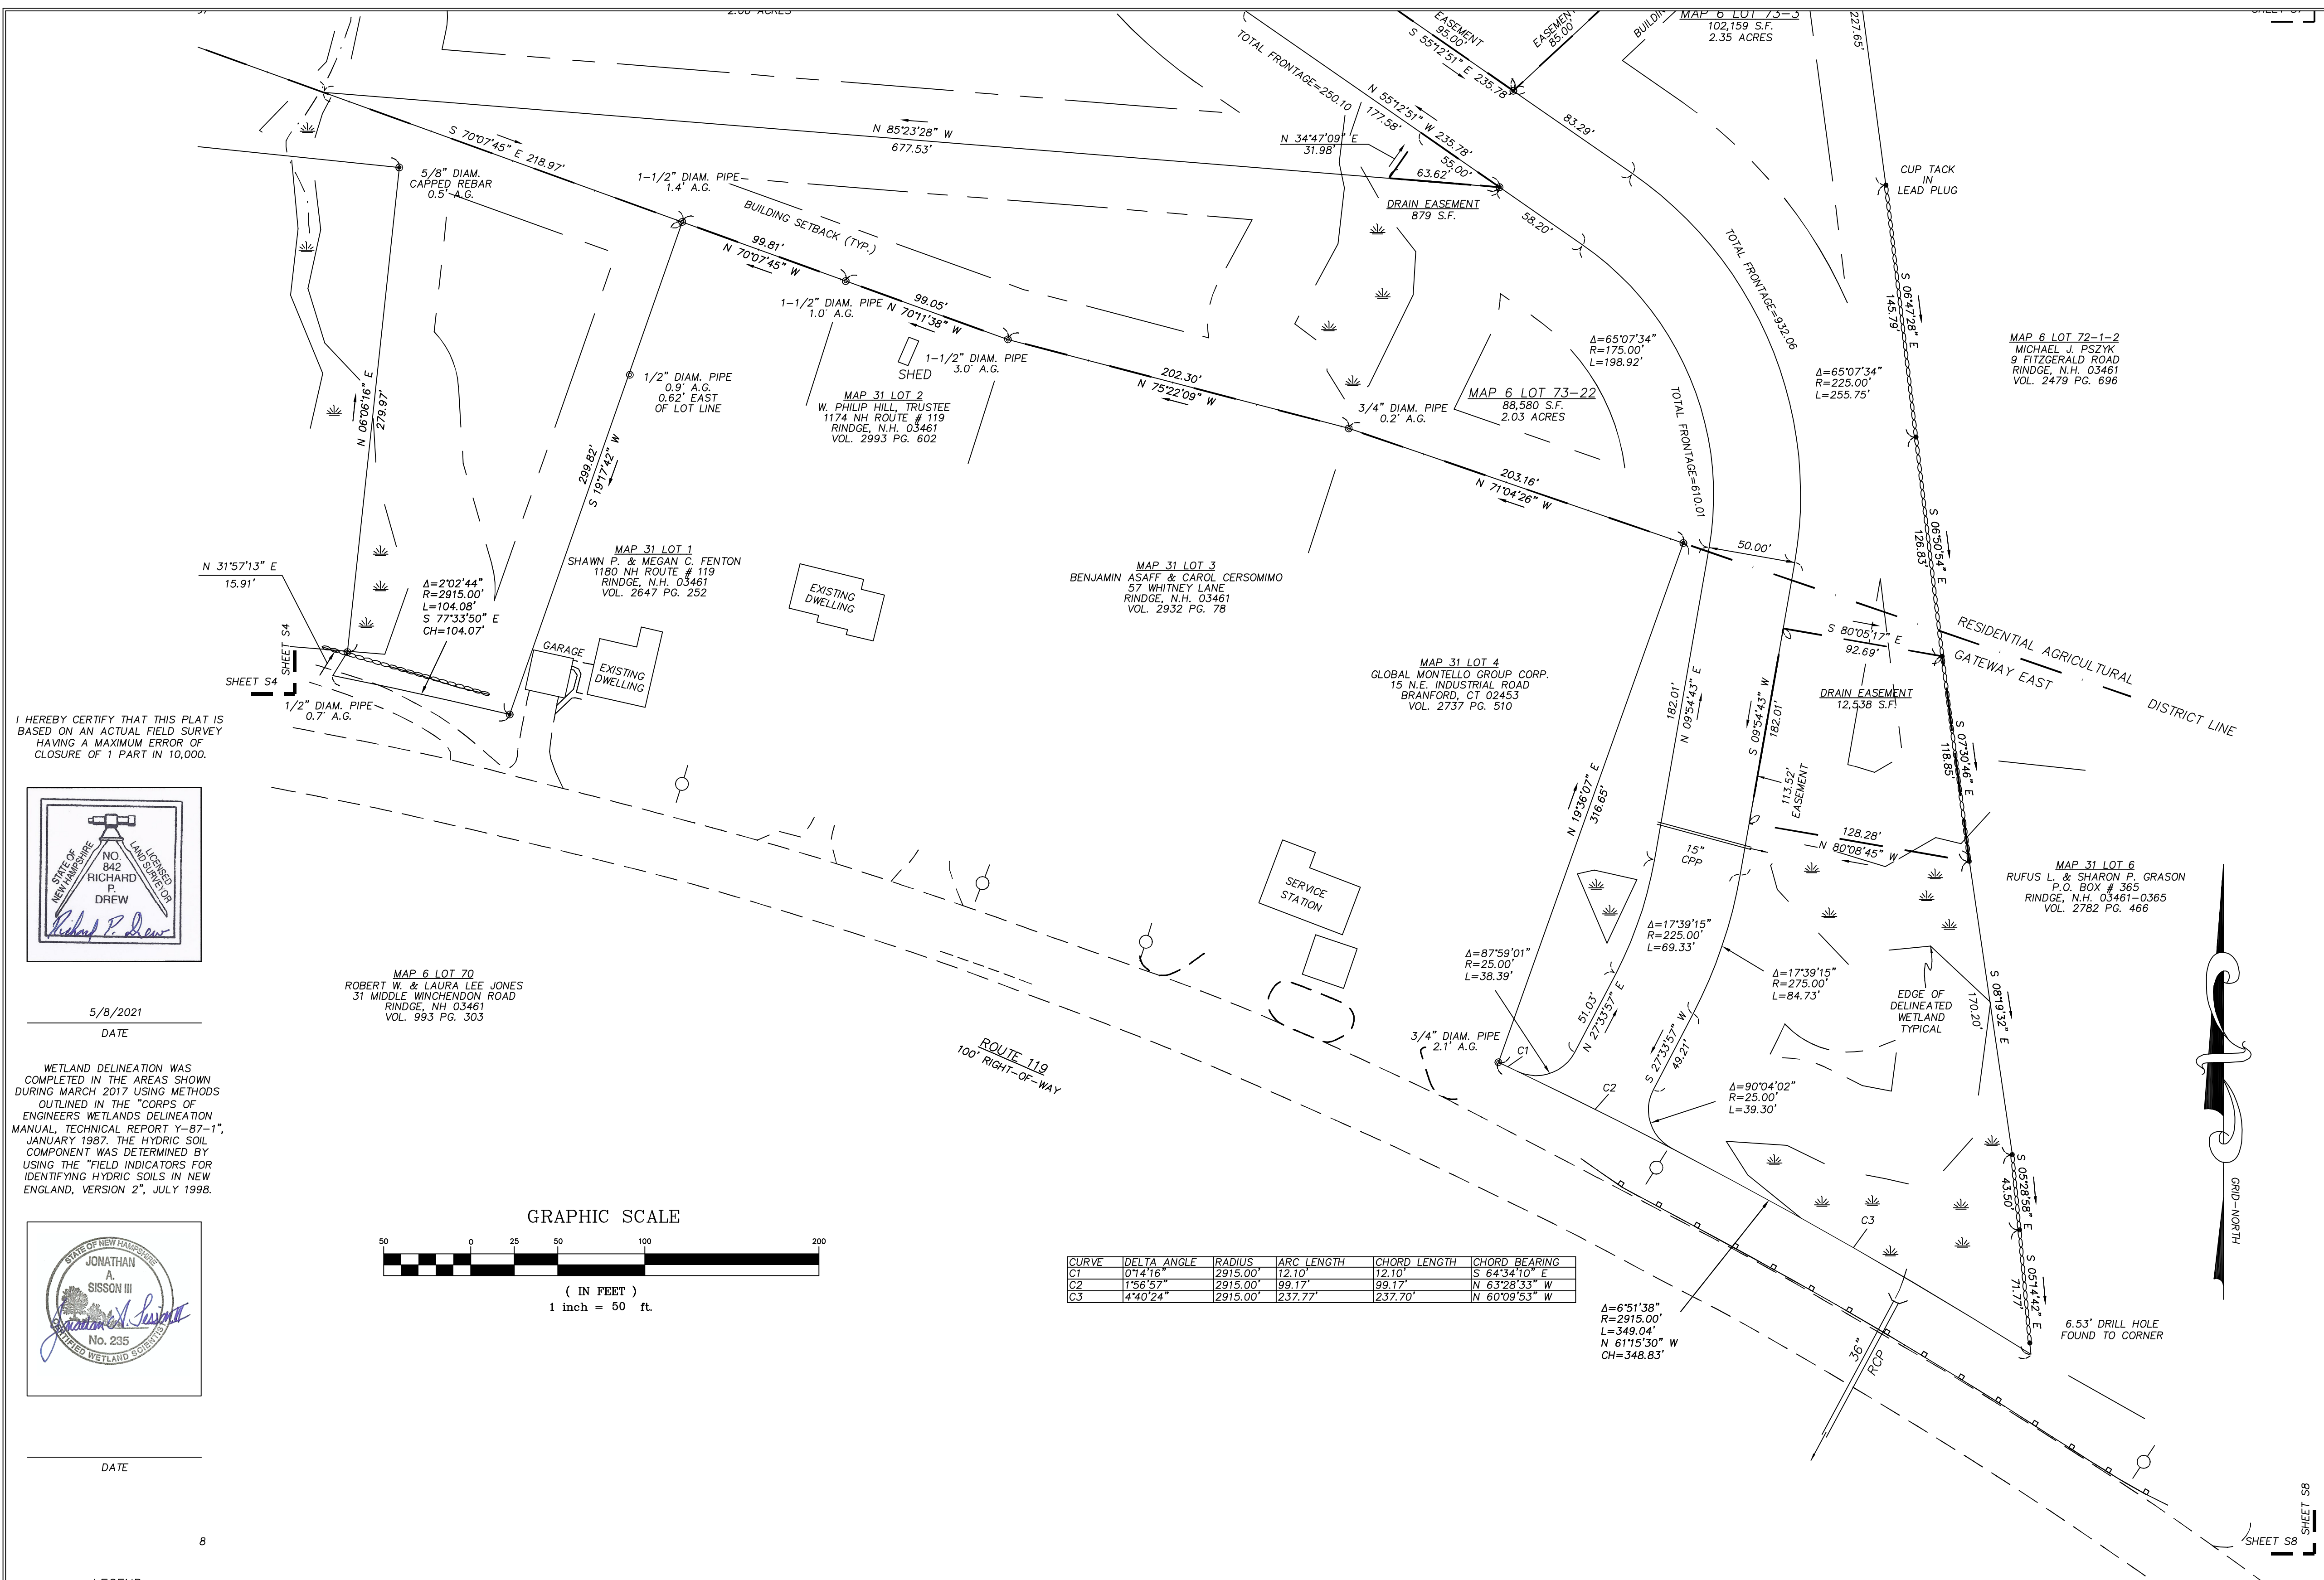 2.00 ACRES
EASEMENT
95.00'
S 55°12'51" E 235.78'
EASEMENT
85.00'
MAP 6 LOT 73-3
102,159 S.F.
2.35 ACRES
227.65'
TOTAL FRONTAGE=250.10
N 55°12'51" W 235.78'
177.58'
55.00'
83.29'
N 34°47'09" E
31.98'
63.62'
N 85°23'28" W
677.53'
S 70°07'45" E 218.97'
5/8" DIAM.
CAPPED REBAR
0.5' A.G.
1-1/2" DIAM. PIPE
1.4' A.G.
BUILDING SETBACK (TYP.)
DRAIN EASEMENT
879 S.F.
58.20'
CUP TACK
IN
LEAD PLUG
99.81'
N 70°07'45" W
1-1/2" DIAM. PIPE
1.0' A.G.
99.05'
N 70°11'38" W
1-1/2" DIAM. PIPE
3.0' A.G.
SHED
TOTAL FRONTAGE=932.06
S 06°47'28" E
145.79'
MAP 6 LOT 72-1-2
MICHAEL J. PSZYK
9 FITZGERALD ROAD
RINDGE, N.H. 03461
VOL. 2479 PG. 696
Δ=65°07'34"
R=175.00'
L=198.92'
Δ=65°07'34"
R=225.00'
L=255.75'
1/2" DIAM. PIPE
0.9' A.G.
0.62' EAST
OF LOT LINE
MAP 31 LOT 2
W. PHILIP HILL, TRUSTEE
1174 NH ROUTE # 119
RINDGE, N.H. 03461
VOL. 2993 PG. 602
202.30'
N 75°22'09" W
3/4" DIAM. PIPE
0.2' A.G.
MAP 6 LOT 73-22
88,580 S.F.
2.03 ACRES
TOTAL FRONTAGE=610.01
N 06°06'16" E
279.97'
299.82'
S 19°17'42" W
203.16'
N 71°04'26" W
S 06°50'54" E
126.83'
50.00'
N 31°57'13" E
15.91'
Δ=2°02'44"
R=2915.00'
L=104.08'
S 77°33'50" E
CH=104.07'
MAP 31 LOT 1
SHAWN P. & MEGAN C. FENTON
1180 NH ROUTE # 119
RINDGE, N.H. 03461
VOL. 2647 PG. 252
EXISTING
DWELLING
MAP 31 LOT 3
BENJAMIN ASAFF & CAROL CERSOMIMO
57 WHITNEY LANE
RINDGE, N.H. 03461
VOL. 2932 PG. 78
SHEET S4
SHEET S4
GARAGE
EXISTING
DWELLING
1/2" DIAM. PIPE
0.7' A.G.
MAP 31 LOT 4
GLOBAL MONTELLO GROUP CORP.
15 N.E. INDUSTRIAL ROAD
BRANFORD, CT 02453
VOL. 2737 PG. 510
S 80°05'17" E
92.69'
RESIDENTIAL AGRICULTURAL
GATEWAY EAST
DISTRICT LINE
DRAIN EASEMENT
12,538 S.F.
182.01'
N 09°54'43" E
S 09°54'43" W
182.01'
S 07°30'46" E
118.85'
113.52'
EASEMENT
N 19°36'07" E
316.65'
15"
CPP
128.28'
N 80°08'45" W
I HEREBY CERTIFY THAT THIS PLAT IS
BASED ON AN ACTUAL FIELD SURVEY
HAVING A MAXIMUM ERROR OF
CLOSURE OF 1 PART IN 10,000.
STATE OF
NEW HAMPSHIRE
LICENSED
LAND SURVEYOR
NO.
842
RICHARD
P.
DREW
Richard P. Drew
5/8/2021
DATE
MAP 6 LOT 70
ROBERT W. & LAURA LEE JONES
31 MIDDLE WINCHENDON ROAD
RINDGE, NH 03461
VOL. 993 PG. 303
SERVICE
STATION
MAP 31 LOT 6
RUFUS L. & SHARON P. GRASON
P.O. BOX # 365
RINDGE, N.H. 03461-0365
VOL. 2782 PG. 466
Δ=87°59'01"
R=25.00'
L=38.39'
Δ=17°39'15"
R=225.00'
L=69.33'
Δ=17°39'15"
R=275.00'
L=84.73'
EDGE OF
DELINEATED
WETLAND
TYPICAL
S 08°19'32" E
170.20'
51.03'
N 27°33'57" E
S 27°33'57" W
49.21'
3/4" DIAM. PIPE
2.1' A.G.
C1
C2
ROUTE 119
100' RIGHT-OF-WAY
Δ=90°04'02"
R=25.00'
L=39.30'
WETLAND DELINEATION WAS
COMPLETED IN THE AREAS SHOWN
DURING MARCH 2017 USING METHODS
OUTLINED IN THE "CORPS OF
ENGINEERS WETLANDS DELINEATION
MANUAL, TECHNICAL REPORT Y-87-1",
JANUARY 1987. THE HYDRIC SOIL
COMPONENT WAS DETERMINED BY
USING THE "FIELD INDICATORS FOR
IDENTIFYING HYDRIC SOILS IN NEW
ENGLAND, VERSION 2", JULY 1998.
S 05°28'58" E
43.50'
GRID-NORTH
C3
S 05°14'42" E
71.77'
6.53' DRILL HOLE
FOUND TO CORNER
STATE OF NEW HAMPSHIRE
JONATHAN
A.
SISSON III
No. 235
CERTIFIED WETLAND SCIENTIST
DATE
GRAPHIC SCALE
50 0 25 50 100 200
( IN FEET )
1 inch = 50 ft.
CURVE DELTA ANGLE RADIUS ARC LENGTH CHORD LENGTH CHORD BEARING
C1 0°14'16" 2915.00' 12.10' 12.10' S 64°34'10" E
C2 1°56'57" 2915.00' 99.17' 99.17' N 63°28'33" W
C3 4°40'24" 2915.00' 237.77' 237.70' N 60°09'53" W
Δ=6°51'38"
R=2915.00'
L=349.04'
N 61°15'30" W
CH=348.83'
36"
RCP
8
SHEET S8
SHEET S8
LEGEND